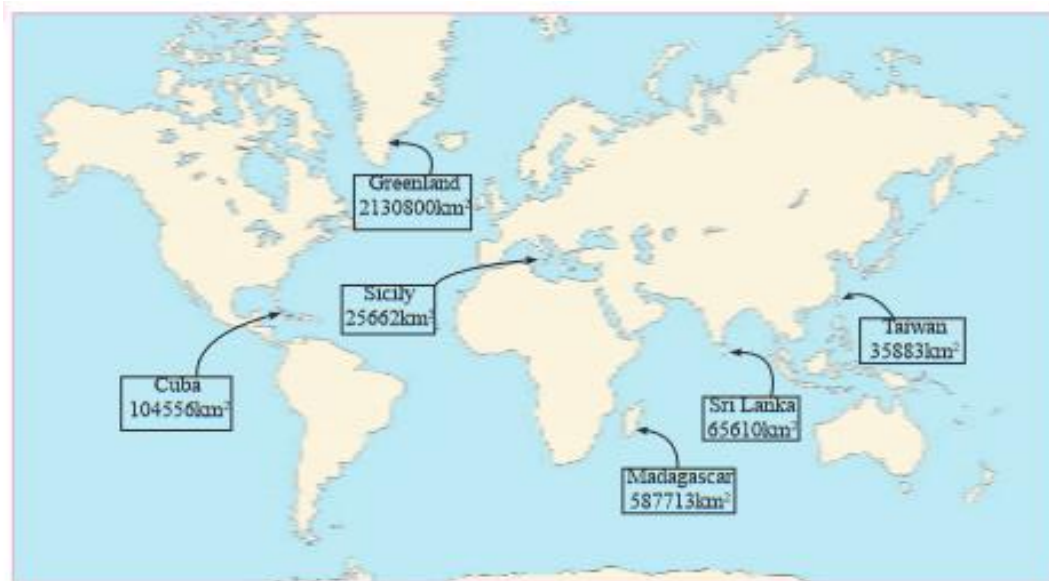 Greenland
2130800km²
Sicily
25662km²
Taiwan
35883km²
Cuba
104556km²
Sri Lanka
65610km²
Madagascar
587713km²